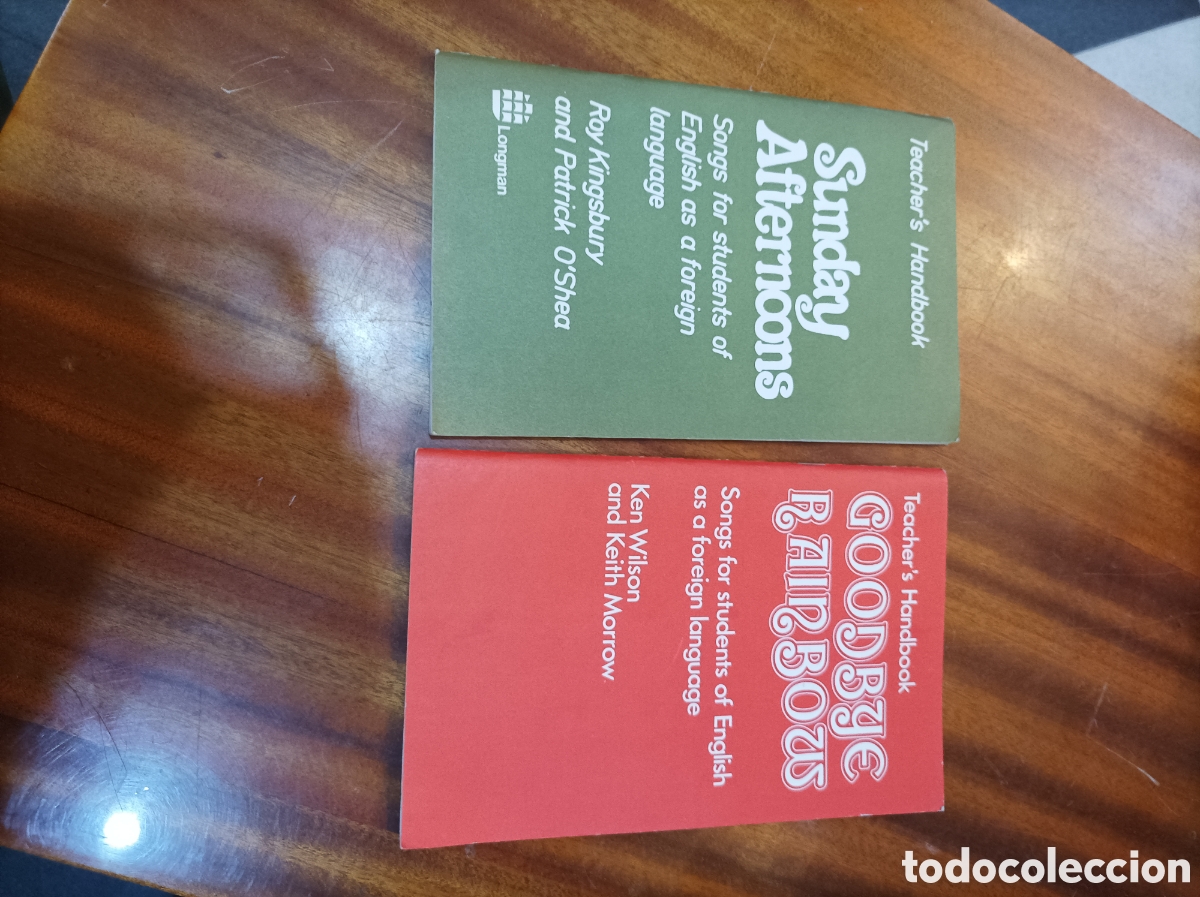 Teacher's Handbook
Sunday
Afternoons
Songs for students of
English as a foreign
language
Roy Kingsbury
and Patrick O'Shea
Longman
Teacher's Handbook
GOODBYE
RAINBOW
Songs for students of English
as a foreign language
Ken Wilson
and Keith Morrow
todocoleccion